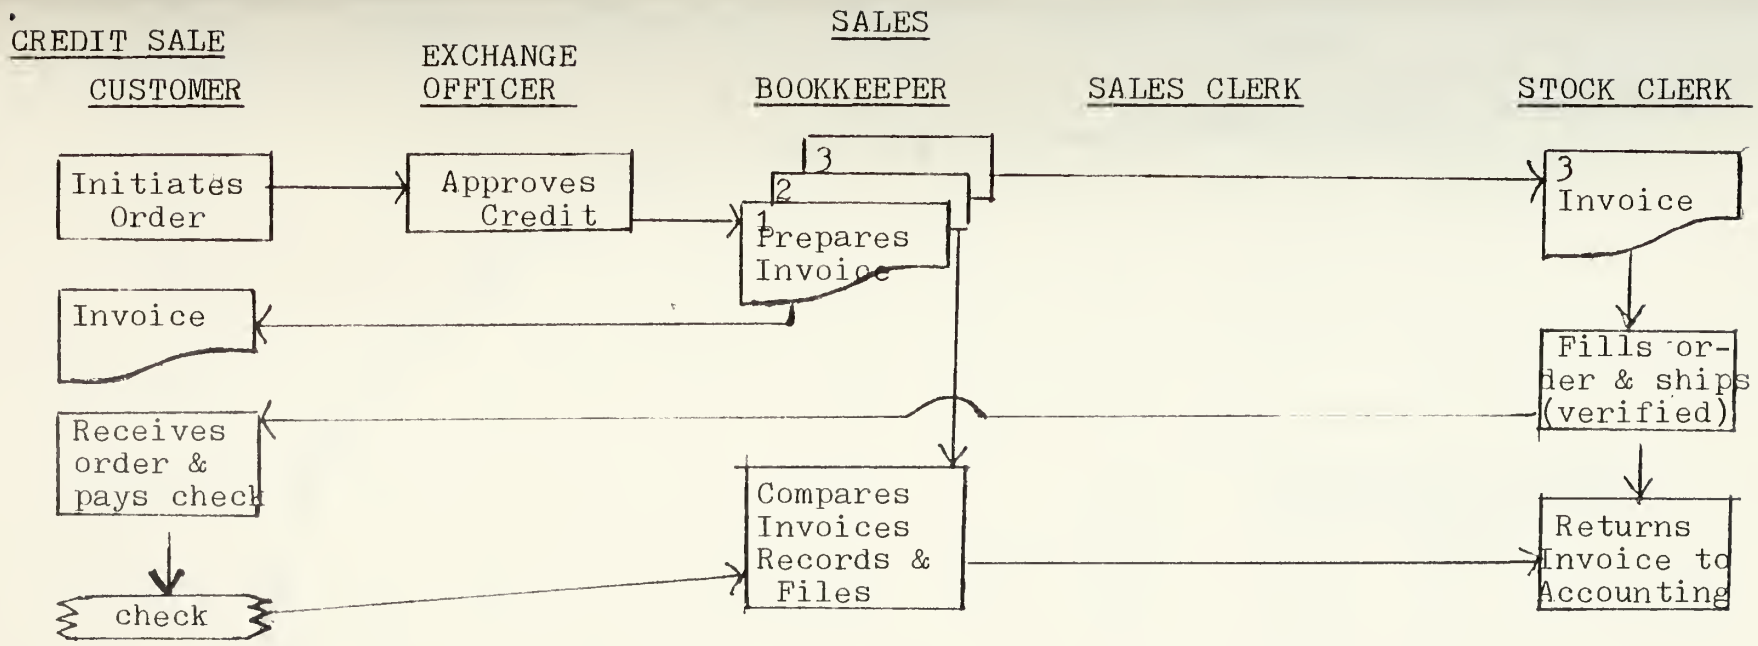 CREDIT SALE
SALES
CUSTOMER
EXCHANGE
OFFICER
BOOKKEEPER
SALES CLERK
STOCK CLERK
Initiates
Order
Approves
Credit
3
2
1
Prepares
Invoice
3
Invoice
Invoice
Fills or-
der & ships
(verified)
Receives
order &
pays check
Compares
Invoices
Records &
Files
Returns
Invoice to
Accounting
check